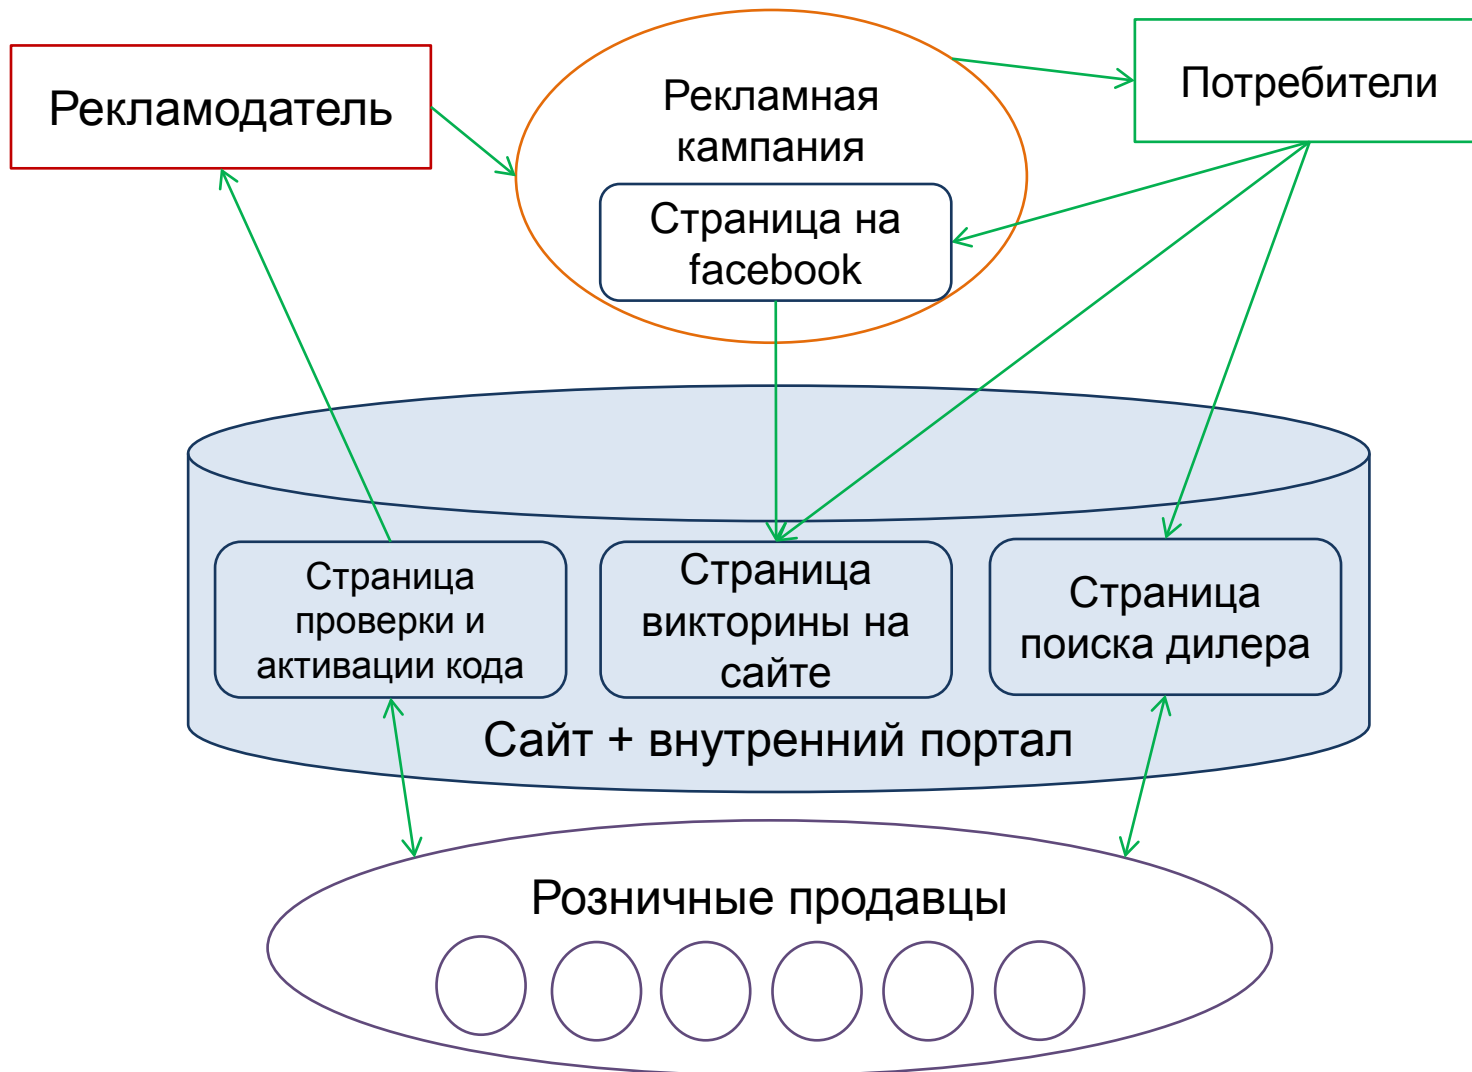 Рекламодатель
Рекламная
кампания
Потребители
Страница на
facebook
Страница
проверки и
активации кода
Страница
викторины на
сайте
Страница
поиска дилера
Сайт + внутренний портал
Розничные продавцы